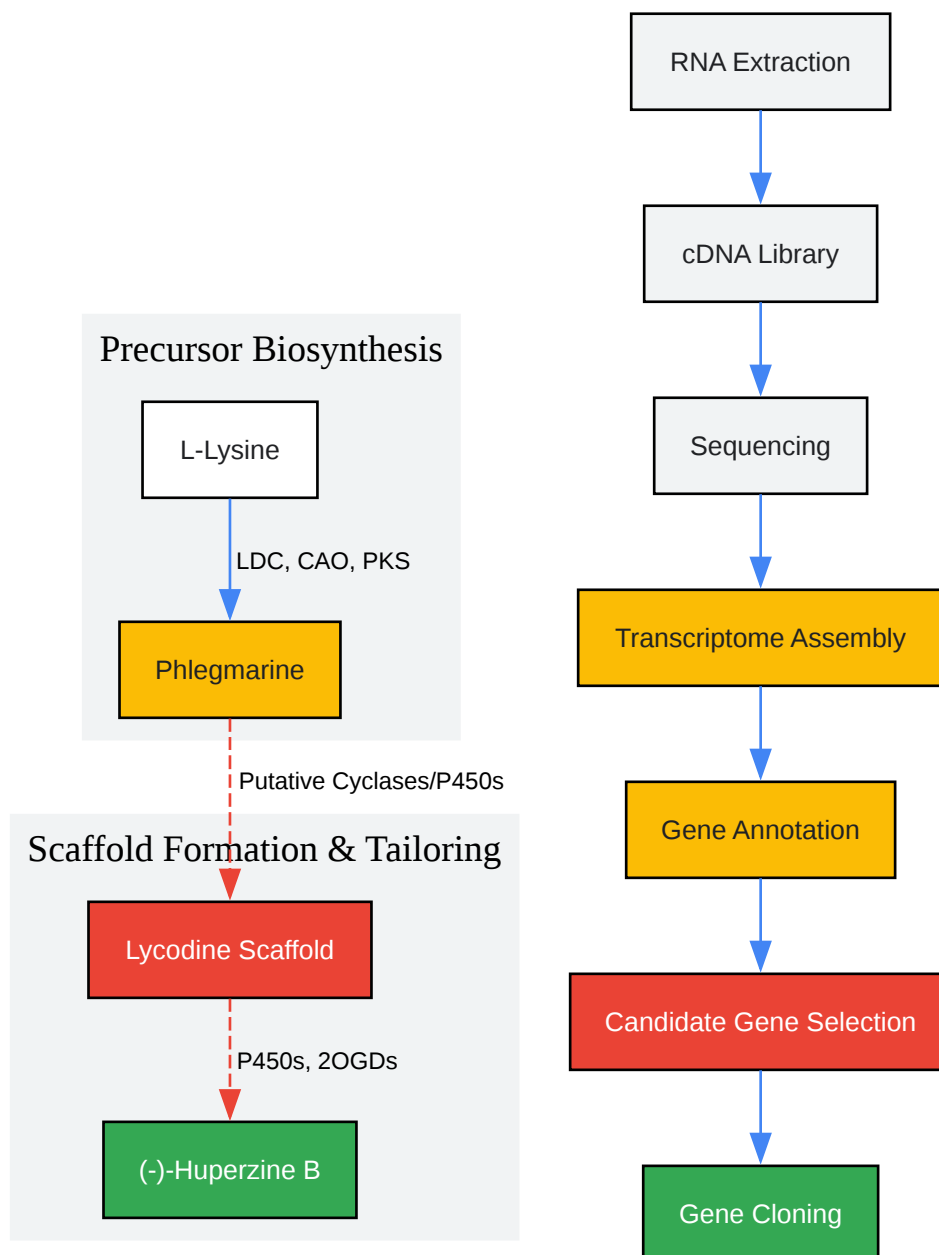 Precursor Biosynthesis
L-Lysine
LDC, CAO, PKS
Phlegmarine
Putative Cyclases/P450s
Scaffold Formation & Tailoring
Lycodine Scaffold
P450s, 2OGDs
(-)-Huperzine B
RNA Extraction
cDNA Library
Sequencing
Transcriptome Assembly
Gene Annotation
Candidate Gene Selection
Gene Cloning